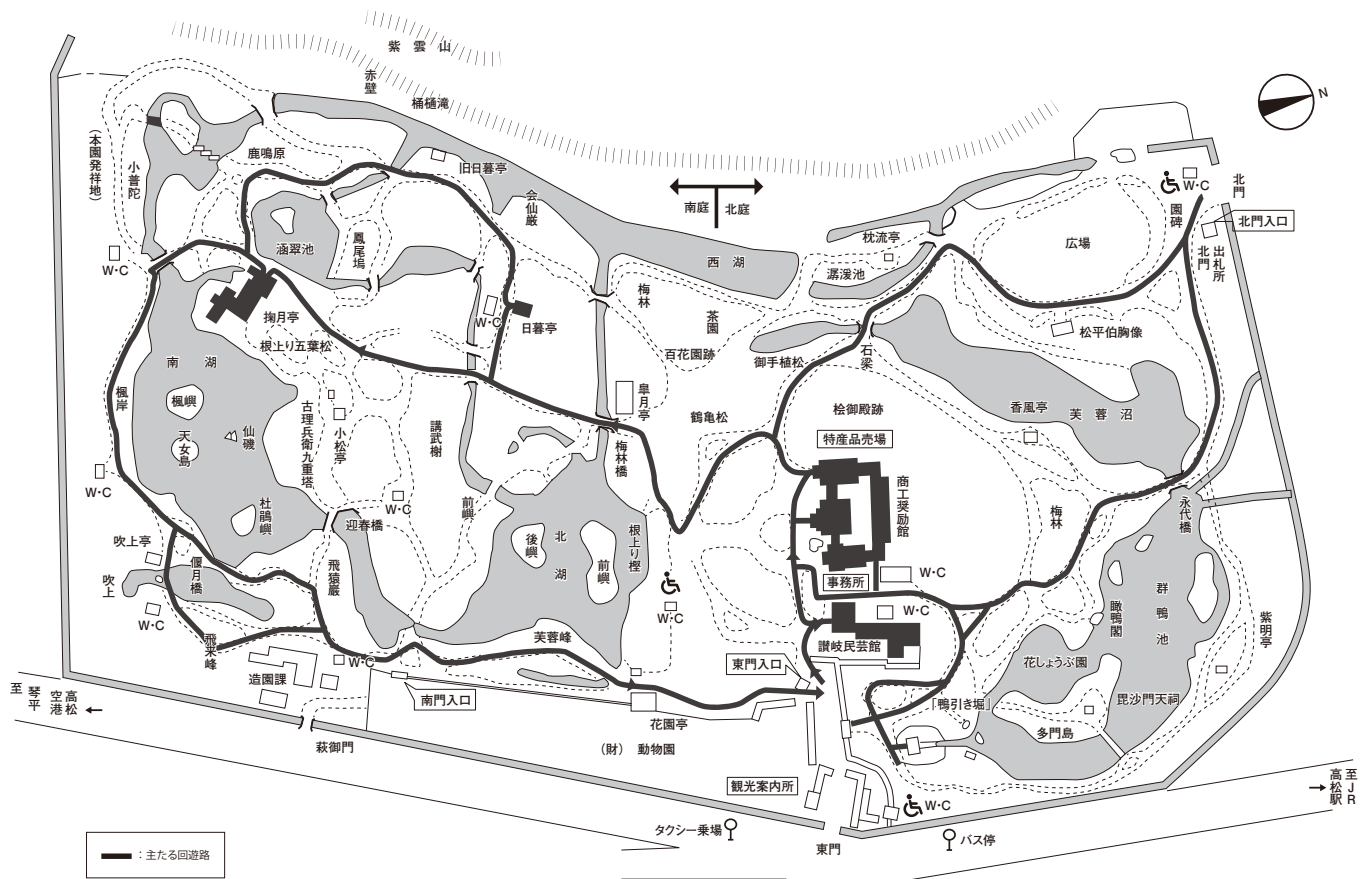 紫雲山
赤壁
桶樋滝
N
(本園発祥地)
小普陀
鹿鳴原
旧日暮亭
会仙巌
南庭
北庭
W・C
園碑
北門
北門入口
北門
出札所
広場
枕流亭
潺湲池
西湖
涵翠池
鳳尾塢
W・C
梅林
茶園
百花園跡
W・C
日暮亭
掬月亭
根上り五葉松
松平伯胸像
石梁
御手植松
南湖
楓岸
楓嶼
天女島
仙磯
古理兵衛九重塔
小松亭
講武榭
皐月亭
梅林橋
鶴亀松
桧御殿跡
特産品売場
香風亭
芙蓉沼
商工奨励館
W・C
杜鵑嶼
迎春橋
W・C
前嶼
後嶼
北湖
前嶼
根上り樫
梅林
永代橋
吹上亭
吹上
偃月橋
飛猿巌
W・C
事務所
W・C
W・C
群鴨池
瞰鴨閣
紫明亭
W・C
飛来峰
芙蓉峰
讃岐民芸館
花しょうぶ園
東門入口
造園課
W・C
南門入口
「鴨引き堀」
毘沙門天祠
多門島
至
琴平
高松
空港
萩御門
花園亭
(財) 動物園
観光案内所
W・C
至JR
高松駅
タクシー乗場
東門
バス停
:主たる回遊路